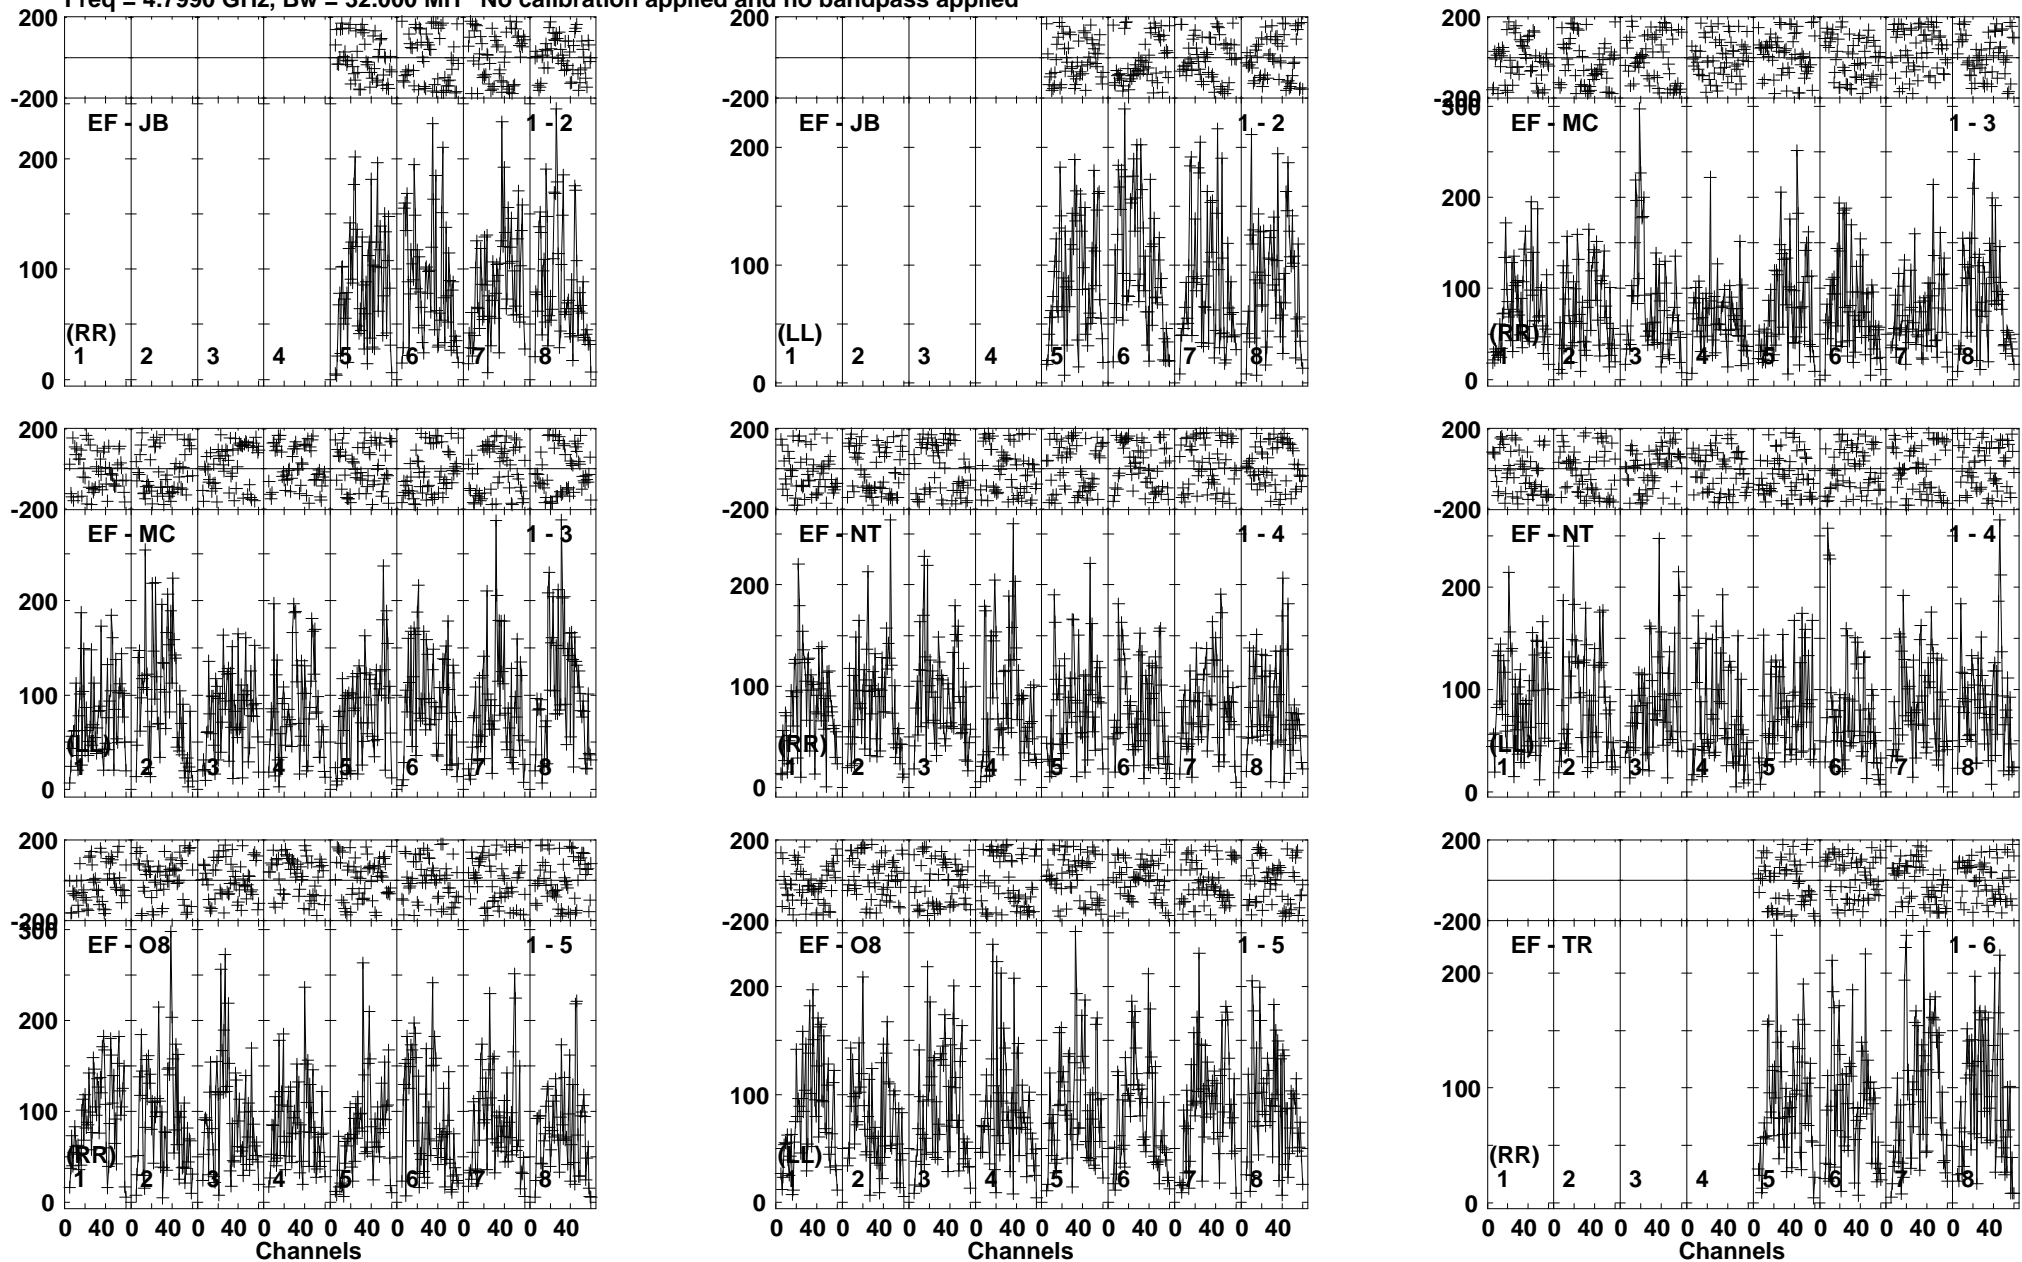 Freq = 4.7990 GHz, Bw = 32.000 MH No calibration applied and no bandpass applied
200 200 200
-200 -200 -200
300
EF - JB 1 - 2 EF - JB 1 - 2 EF - MC 1 - 3
200 200 200
100 100 100
(RR) (LL) (RR)
1 2 3 4 5 6 7 8 1 2 3 4 5 6 7 8 1 2 3 4 5 6 7 8
0 0 0
200 200 200
-200 -200 -200
EF - MC 1 - 3 EF - NT 1 - 4 EF - NT 1 - 4
200 200 200
100 100 100
(LL) (RR) (LL)
1 2 3 4 5 6 7 8 1 2 3 4 5 6 7 8 1 2 3 4 5 6 7 8
0 0 0
200 200 200
-200 -200 -200
300
EF - O8 1 - 5 EF - O8 1 - 5 EF - TR 1 - 6
200 200 200
100 100 100
(RR) (LL) (RR)
1 2 3 4 5 6 7 8 1 2 3 4 5 6 7 8 1 2 3 4 5 6 7 8
0 0 0
0 40 0 40 0 40 0 40 0 40 0 40 0 40 0 40 0 40 0 40 0 40 0 40 0 40 0 40 0 40 0 40 0 40 0 40 0 40 0 40 0 40 0 40 0 40 0 40
Channels Channels Channels